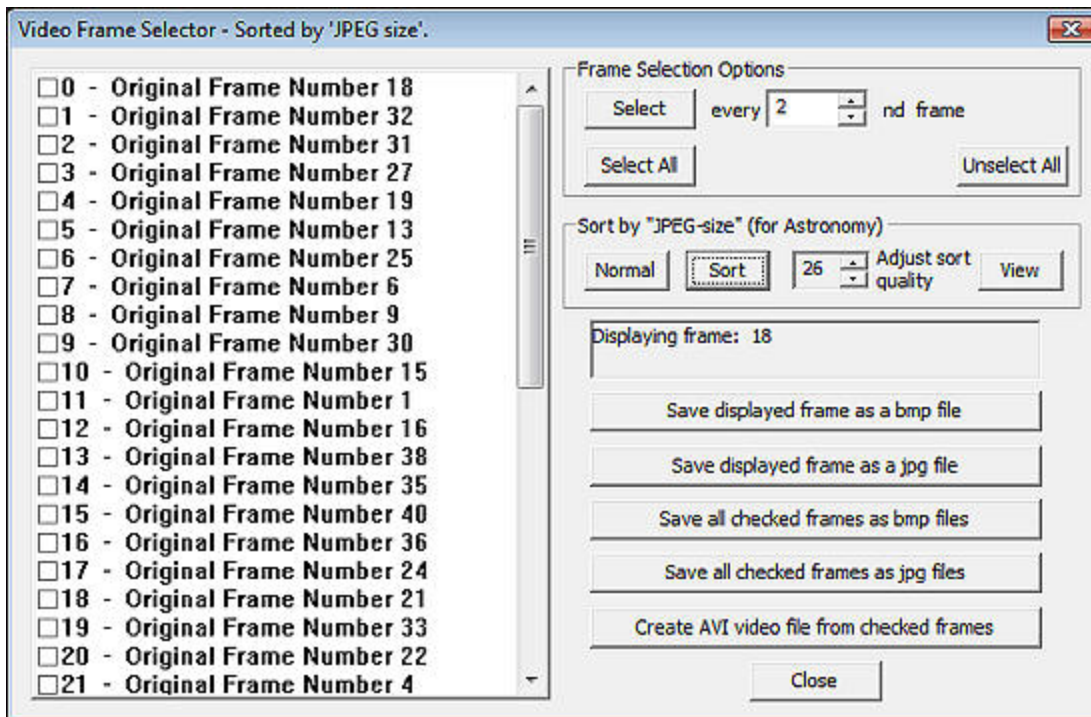 Video Frame Selector - Sorted by 'JPEG size'.
0 - Original Frame Number 18
1 - Original Frame Number 32
2 - Original Frame Number 31
3 - Original Frame Number 27
4 - Original Frame Number 19
5 - Original Frame Number 13
6 - Original Frame Number 25
7 - Original Frame Number 6
8 - Original Frame Number 9
9 - Original Frame Number 30
10 - Original Frame Number 15
11 - Original Frame Number 1
12 - Original Frame Number 16
13 - Original Frame Number 38
14 - Original Frame Number 35
15 - Original Frame Number 40
16 - Original Frame Number 36
17 - Original Frame Number 24
18 - Original Frame Number 21
19 - Original Frame Number 33
20 - Original Frame Number 22
21 - Original Frame Number 4
Frame Selection Options
Select every 2 nd frame
Select All Unselect All
Sort by "JPEG-size" (for Astronomy)
Normal Sort 26 Adjust sort quality View
Displaying frame: 18
Save displayed frame as a bmp file
Save displayed frame as a jpg file
Save all checked frames as bmp files
Save all checked frames as jpg files
Create AVI video file from checked frames
Close